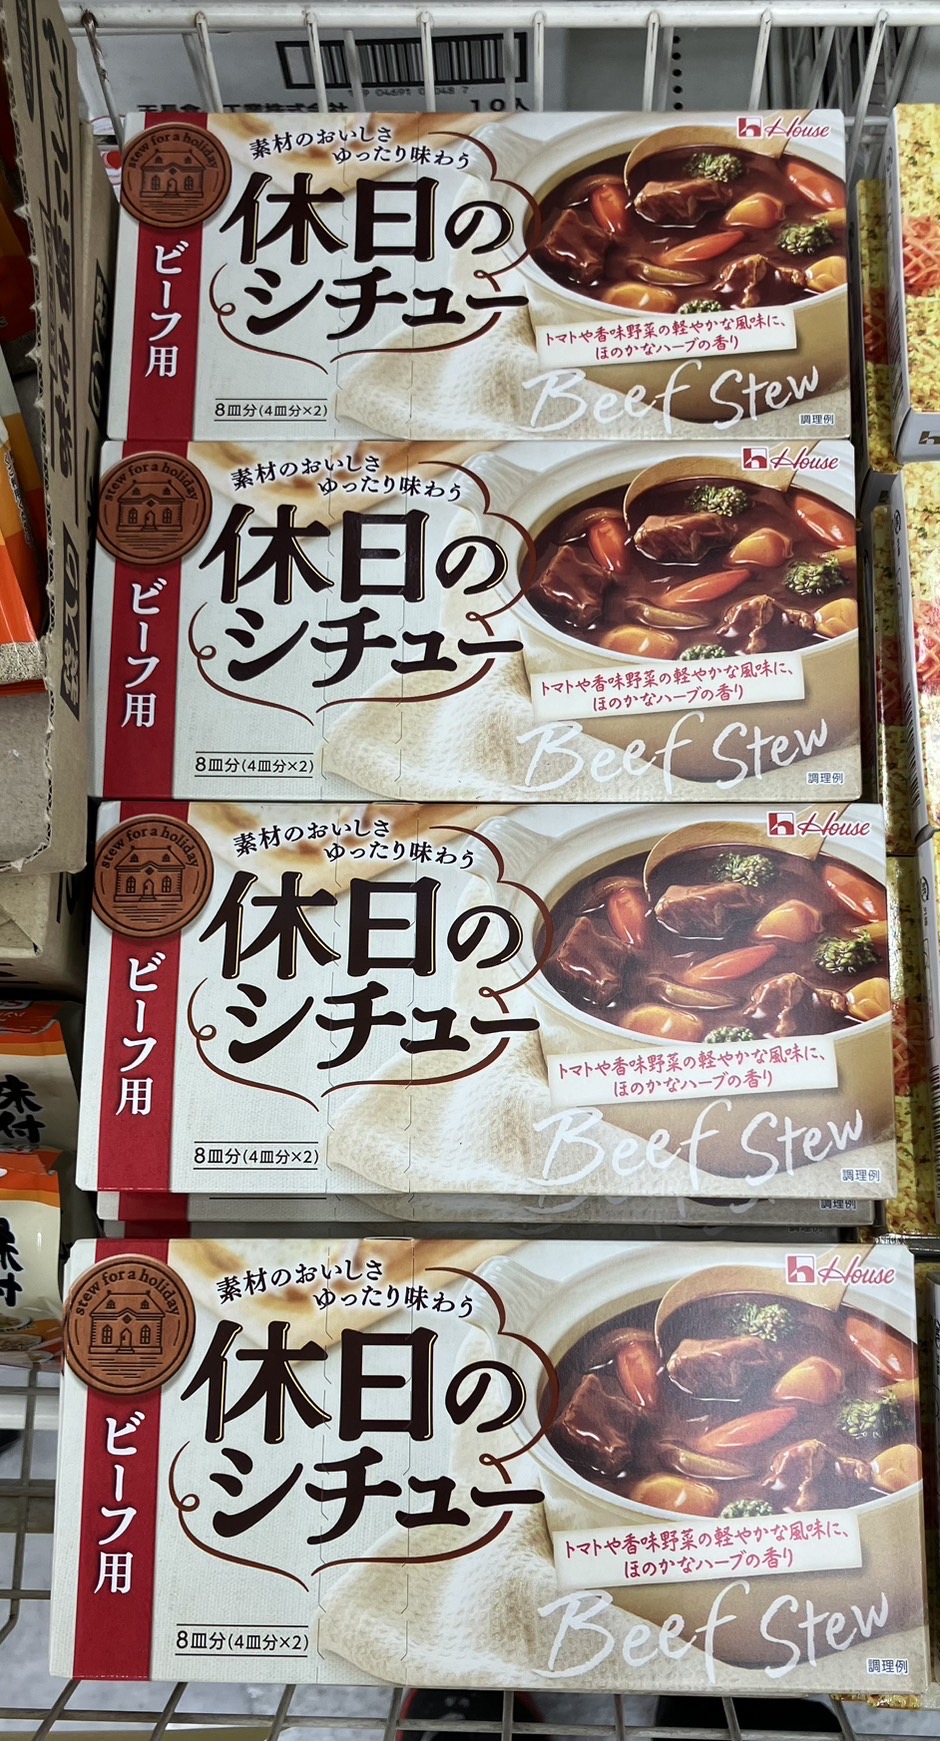 10入
stew for a holiday
ビーフ用
素材のおいしさ
ゆったり味わう
休日の
シチュー
8皿分(4皿分×2)
House
トマトや香味野菜の軽やかな風味に、
ほのかなハーブの香り
Beef Stew
調理例
stew for a holiday
ビーフ用
素材のおいしさ
ゆったり味わう
休日の
シチュー
8皿分(4皿分×2)
House
トマトや香味野菜の軽やかな風味に、
ほのかなハーブの香り
Beef Stew
調理例
stew for a holiday
ビーフ用
素材のおいしさ
ゆったり味わう
休日の
シチュー
8皿分(4皿分×2)
House
トマトや香味野菜の軽やかな風味に、
ほのかなハーブの香り
Beef Stew
調理例
調理例
stew for a holiday
ビーフ用
素材のおいしさ
ゆったり味わう
休日の
シチュー
8皿分(4皿分×2)
House
トマトや香味野菜の軽やかな風味に、
ほのかなハーブの香り
Beef Stew
調理例
味付
味付